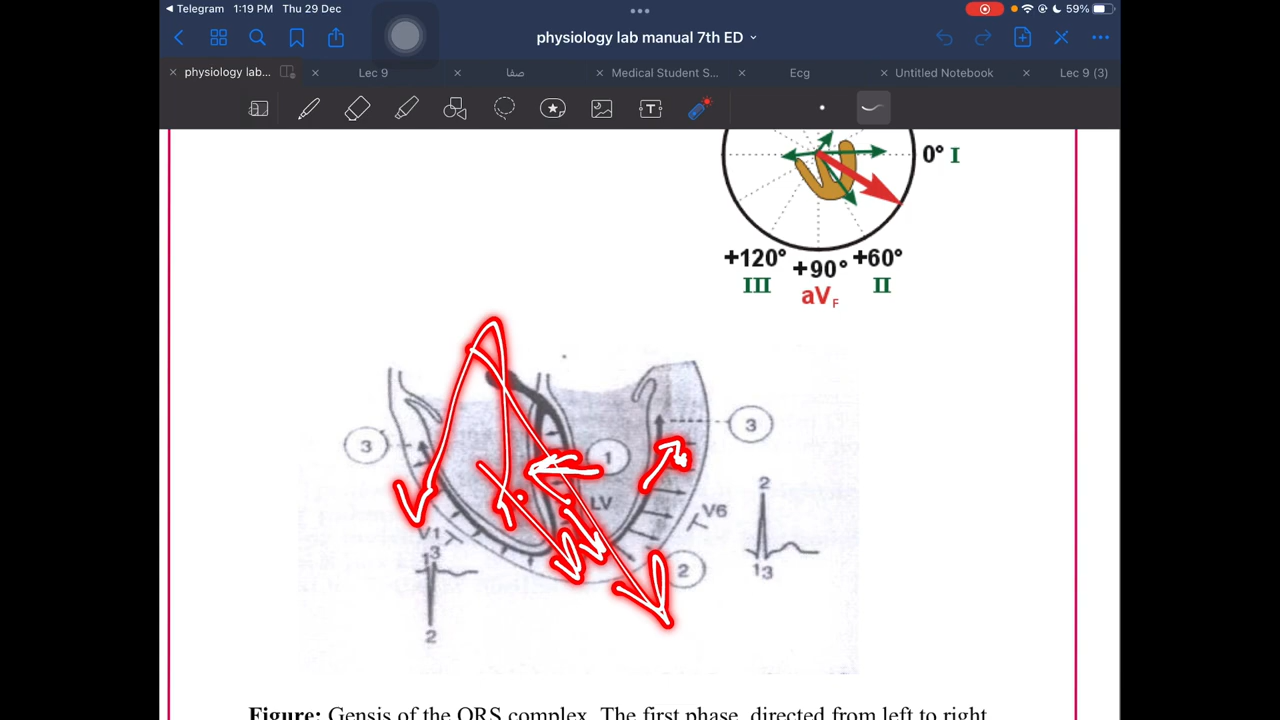 Telegram 1:19 PM Thu 29 Dec 59%
physiology lab manual 7th ED
physiology lab... Lec 9 صفا Medical Student S... Ecg Untitled Notebook Lec 9 (3)
0° I
+120° +90° +60°
III aVF II
3 1 3
LV
V1 V6
2
13
2
2
13
Figure: Gensis of the QRS complex. The first phase, directed from left to right